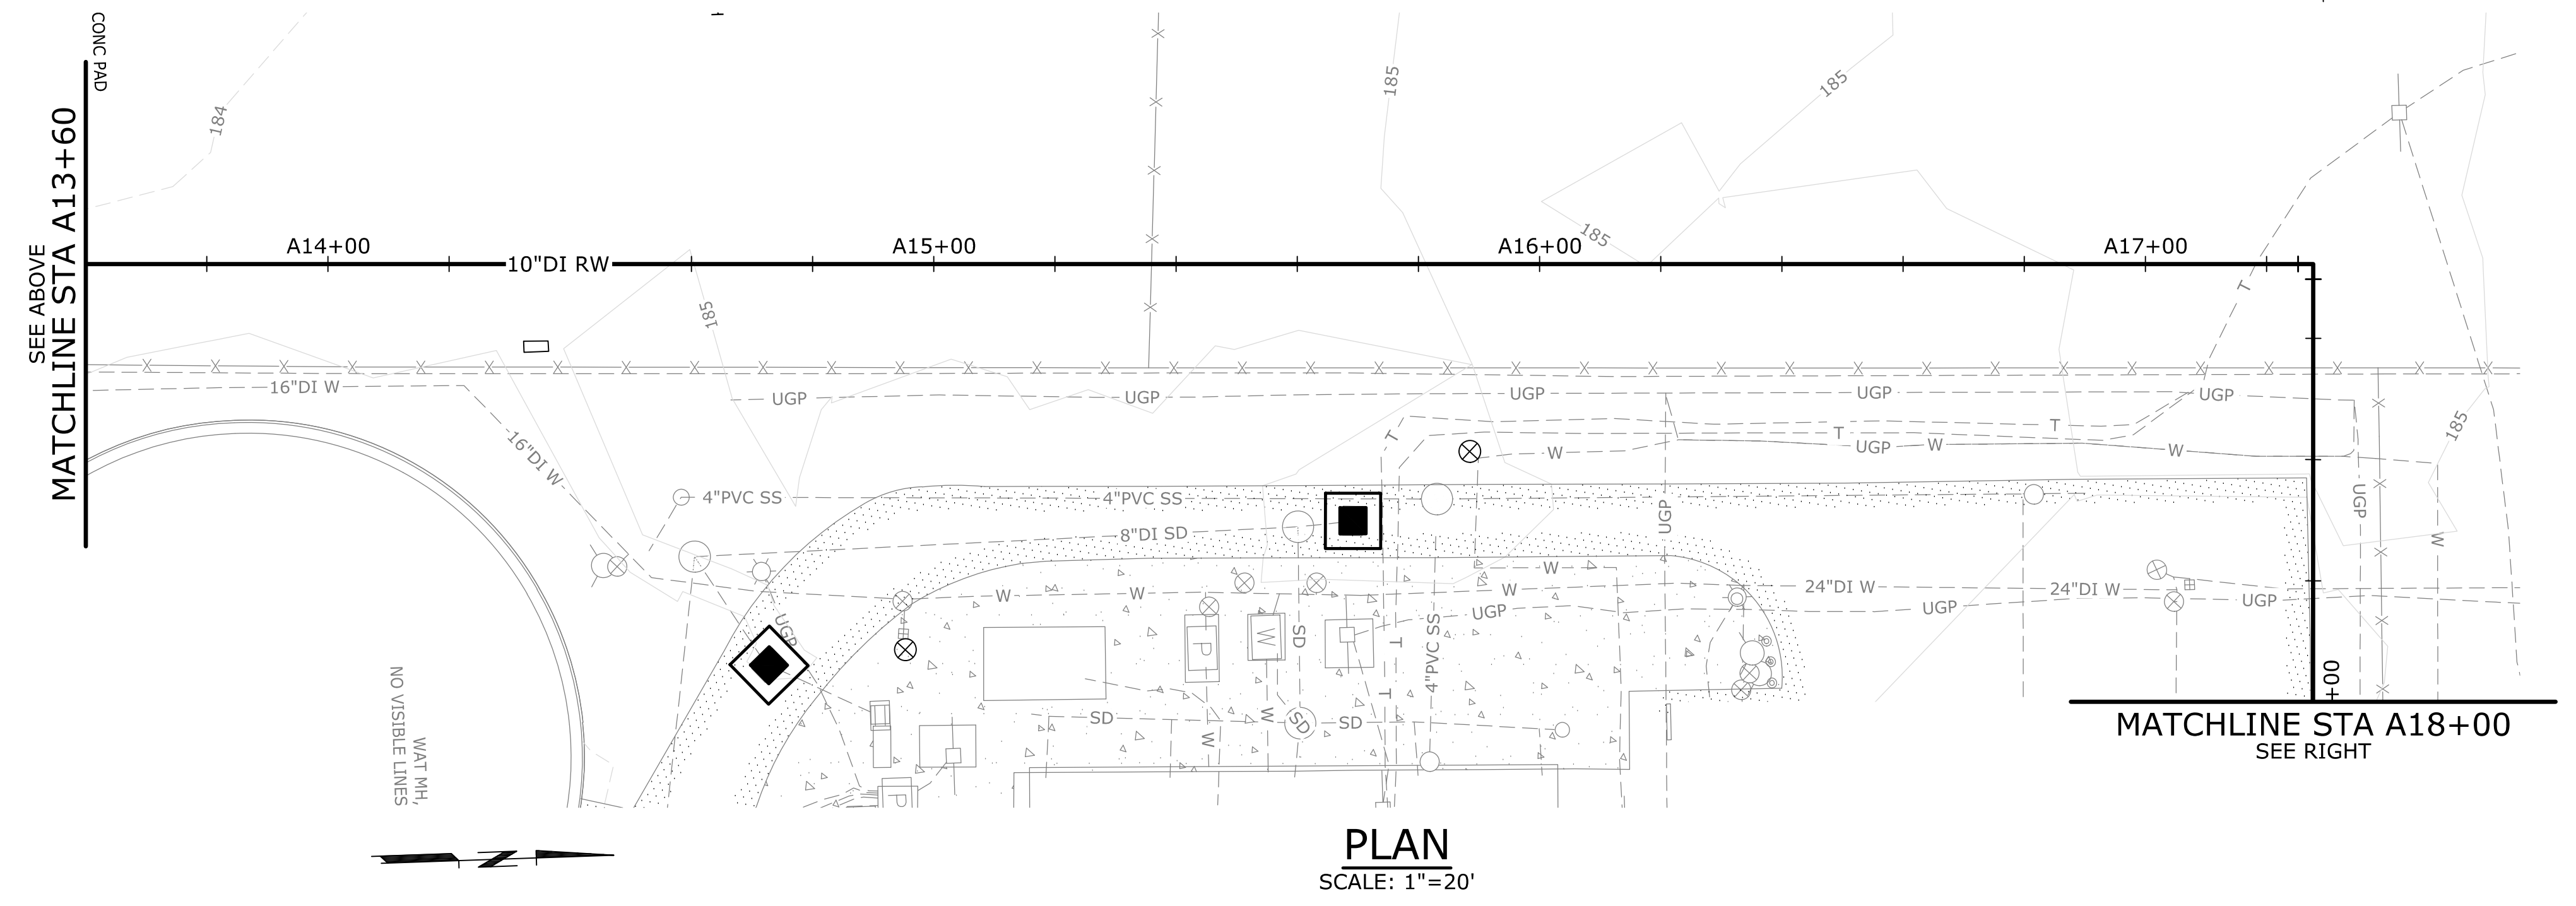 CONC PAD
184
185
185
SEE ABOVE
MATCHLINE STA A13+60
A14+00
A15+00
A16+00
A17+00
185
10"DI RW
T
185
16"DI W
UGP
UGP
UGP
UGP
UGP
T
T
T
185
16"DI W
W
UGP
W
W
4"PVC SS
4"PVC SS
UGP
UGP
8"DI SD
W
W
W
W
W
24"DI W
24"DI W
UGP
UGP
UGP
UGP
P
W
SD
T
4"PVC SS
T
SD
W
SD
SD
W
P
NO VISIBLE LINES
WAT MH,
+00
MATCHLINE STA A18+00
SEE RIGHT
N
PLAN
SCALE: 1"=20'